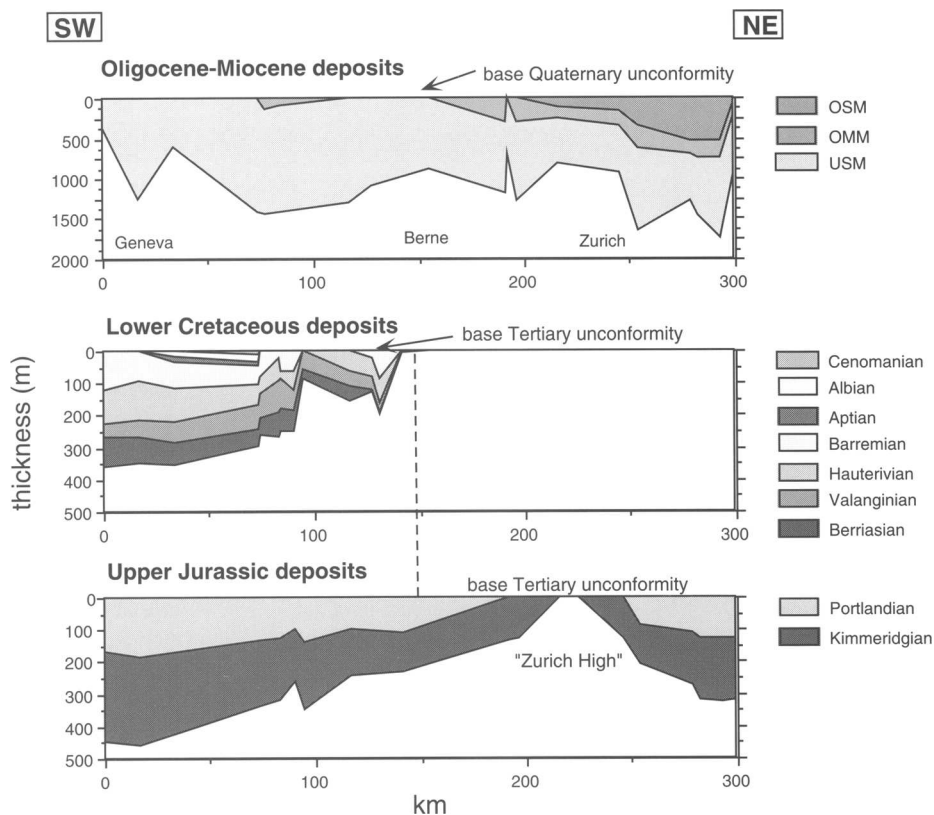 SW
NE
Oligocene-Miocene deposits
base Quaternary unconformity
0
500
1000
1500
2000
Geneva
Berne
Zurich
0
100
200
300
OSM
OMM
USM
Lower Cretaceous deposits
base Tertiary unconformity
0
100
200
300
400
500
0
100
200
300
thickness (m)
Cenomanian
Albian
Aptian
Barremian
Hauterivian
Valanginian
Berriasian
Upper Jurassic deposits
base Tertiary unconformity
0
100
200
300
400
500
"Zurich High"
0
100
200
300
km
Portlandian
Kimmeridgian